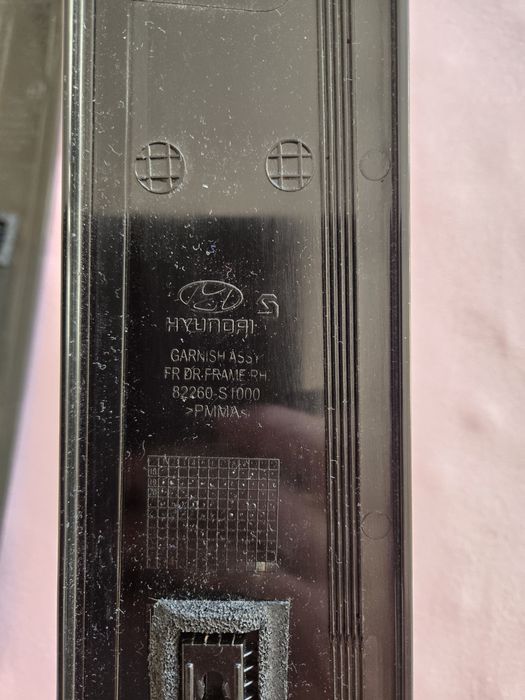 HYUNDAI
GARNISH ASSY
FR DR-FRAME RH
82260-S1000
>PMMA<